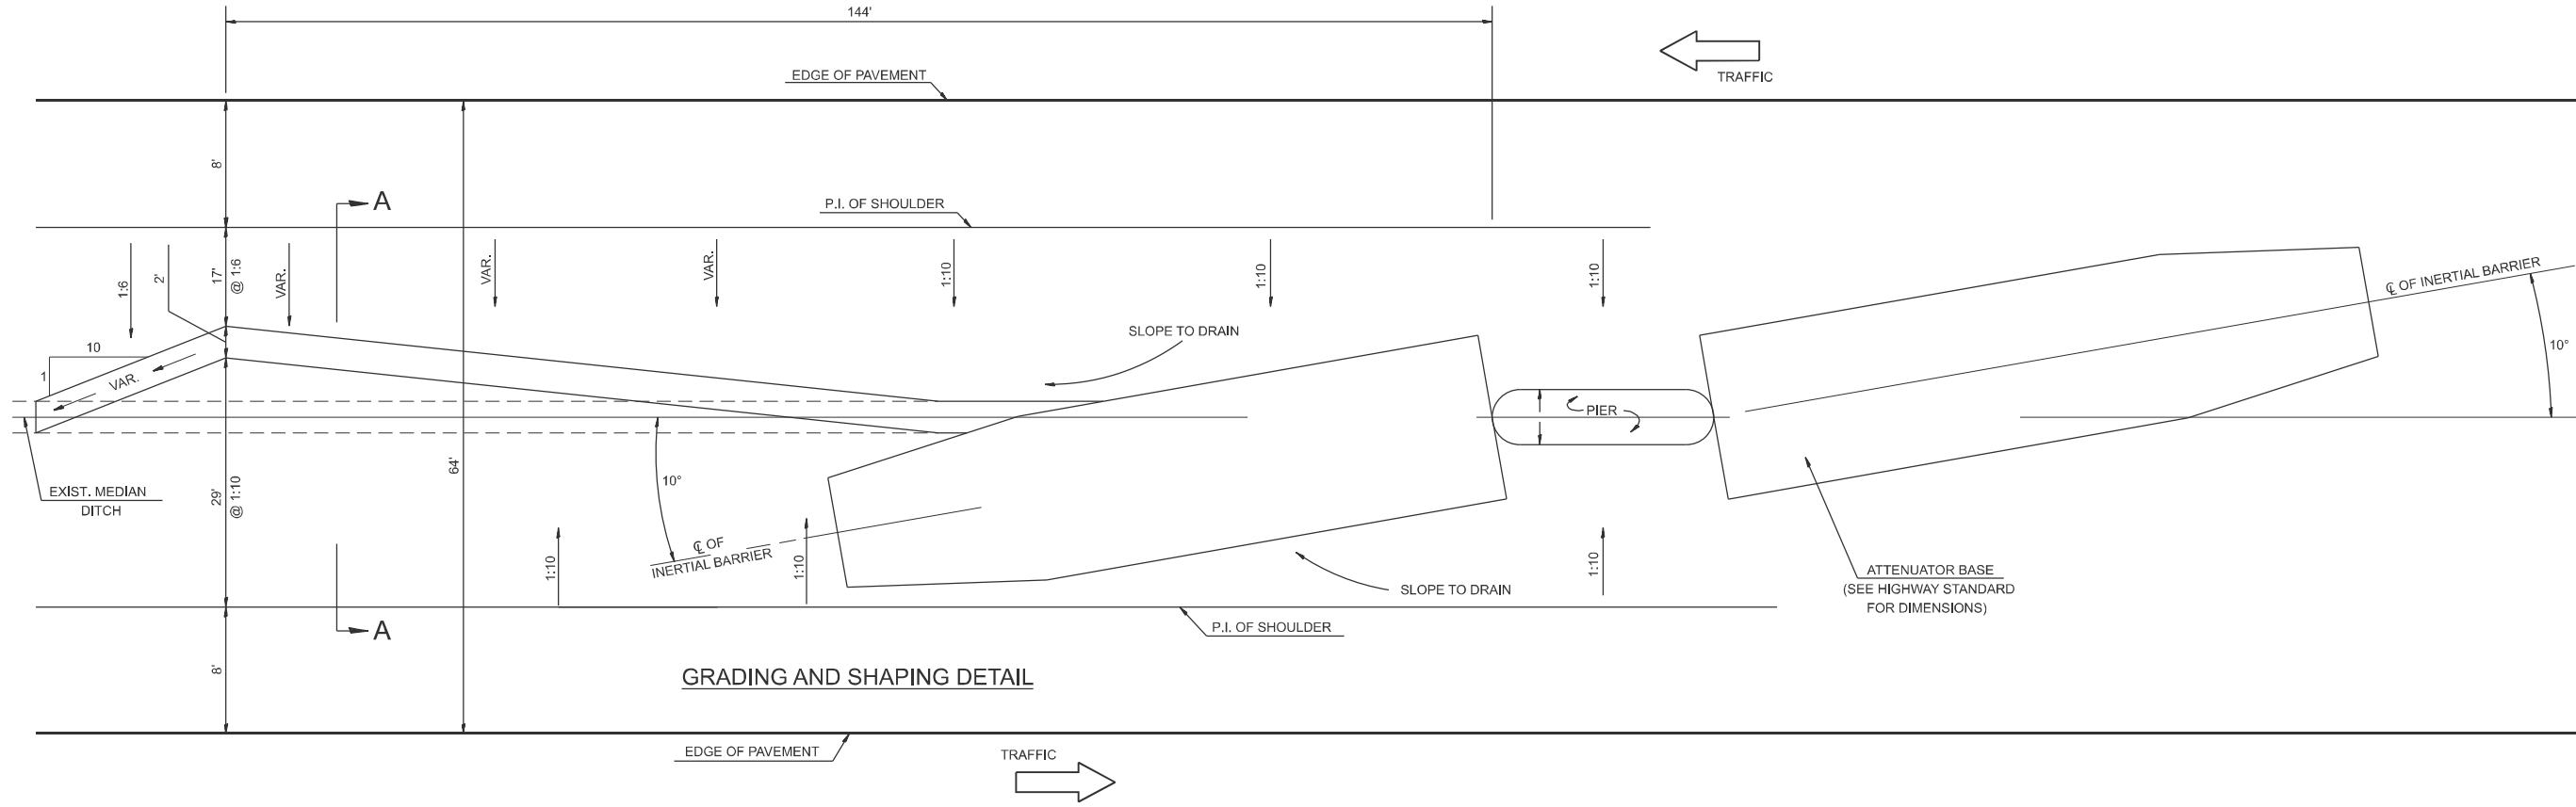 144'
TRAFFIC
EDGE OF PAVEMENT
8'
A
P.I. OF SHOULDER
1:6
2'
17'
@ 1:6
VAR.
VAR.
VAR.
1:10
1:10
1:10
℄ OF INERTIAL BARRIER
10°
SLOPE TO DRAIN
10
1
VAR.
PIER
EXIST. MEDIAN
DITCH
29'
@ 1:10
64'
10°
℄ OF
INERTIAL BARRIER
1:10
1:10
1:10
SLOPE TO DRAIN
ATTENUATOR BASE
(SEE HIGHWAY STANDARD
FOR DIMENSIONS)
A
P.I. OF SHOULDER
8'
GRADING AND SHAPING DETAIL
EDGE OF PAVEMENT
TRAFFIC